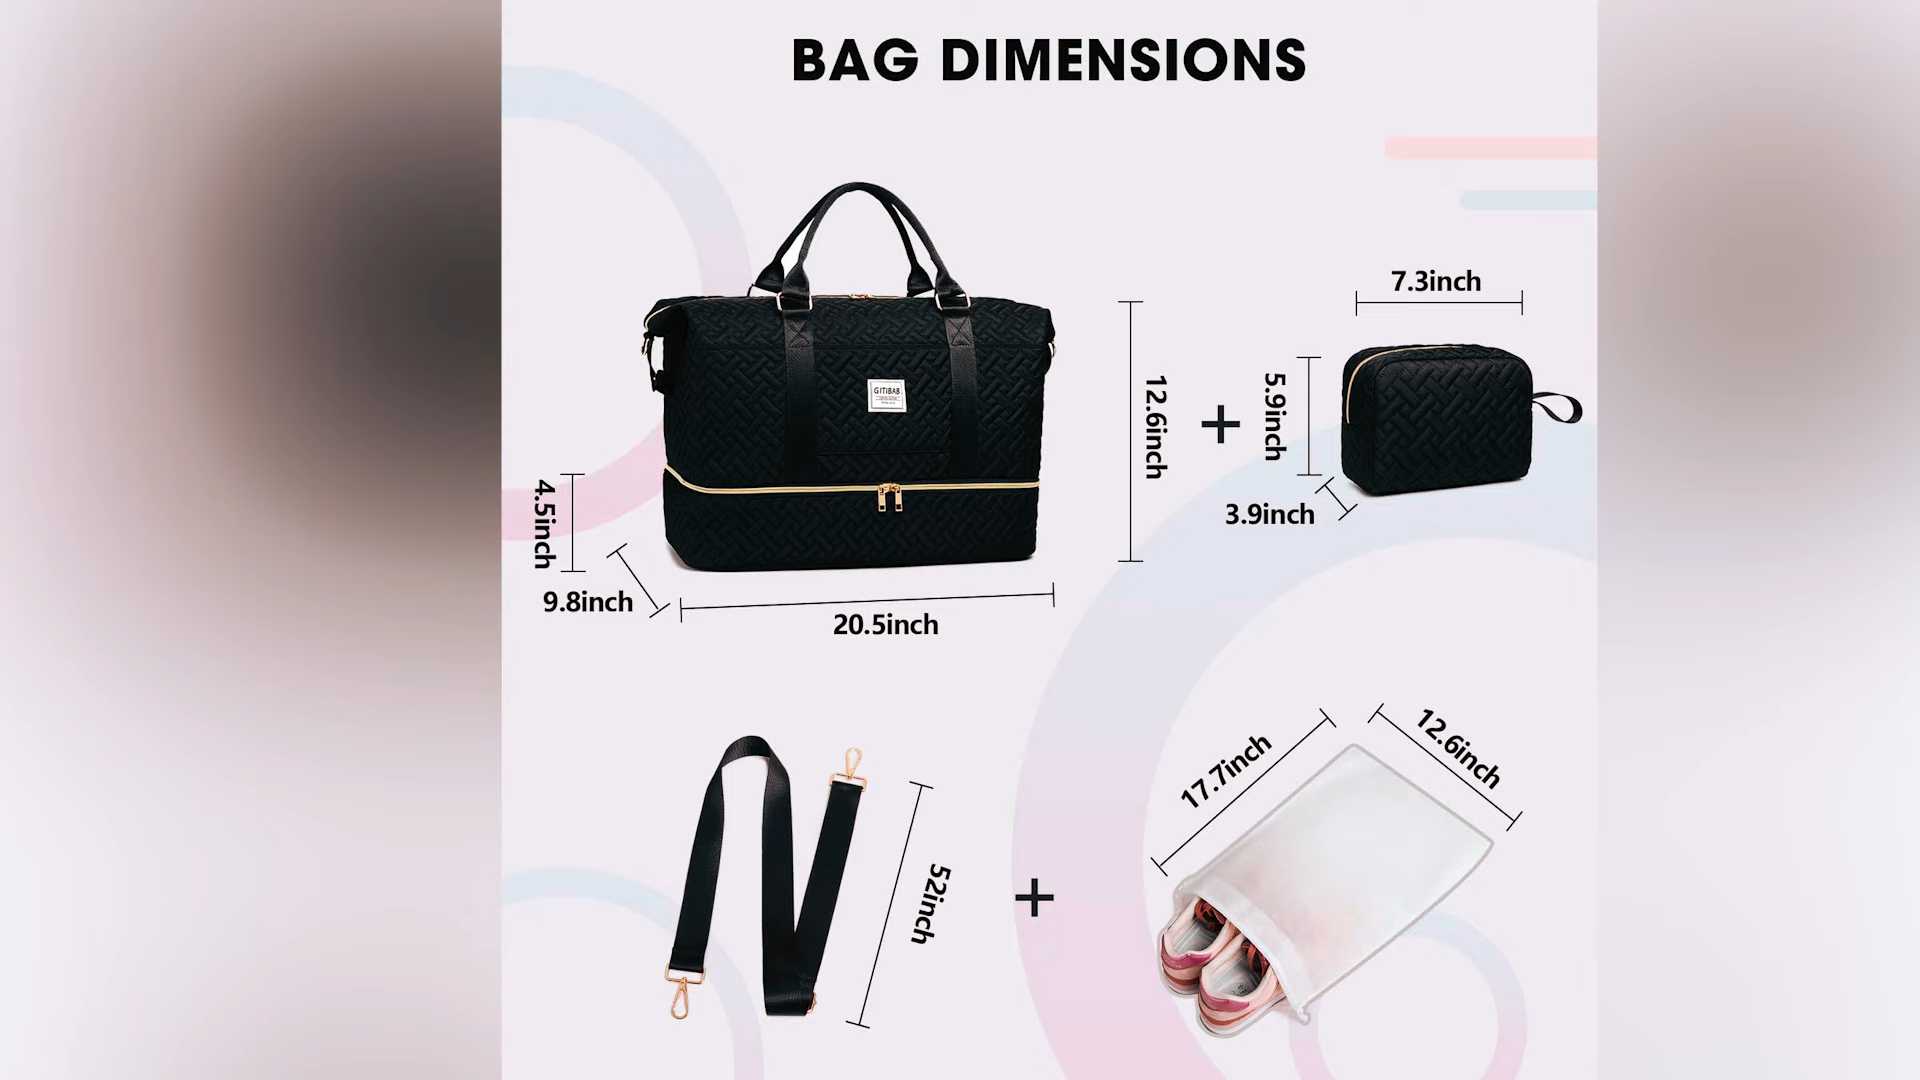 BAG DIMENSIONS
7.3inch
GITIBAB
12.6inch
+
5.9inch
4.5inch
3.9inch
9.8inch
20.5inch
17.7inch
12.6inch
52inch
+